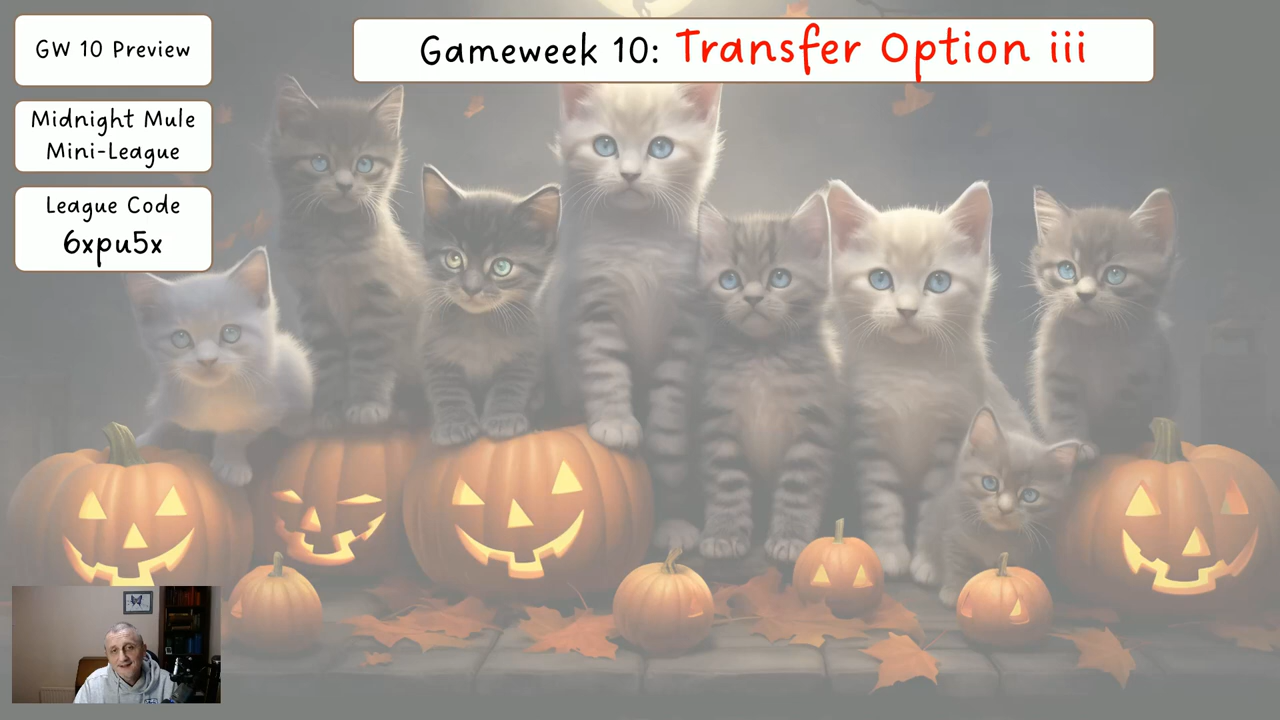 GW 10 Preview
Gameweek 10: Transfer Option iii
Midnight Mule
Mini-League
League Code
6xpu5x